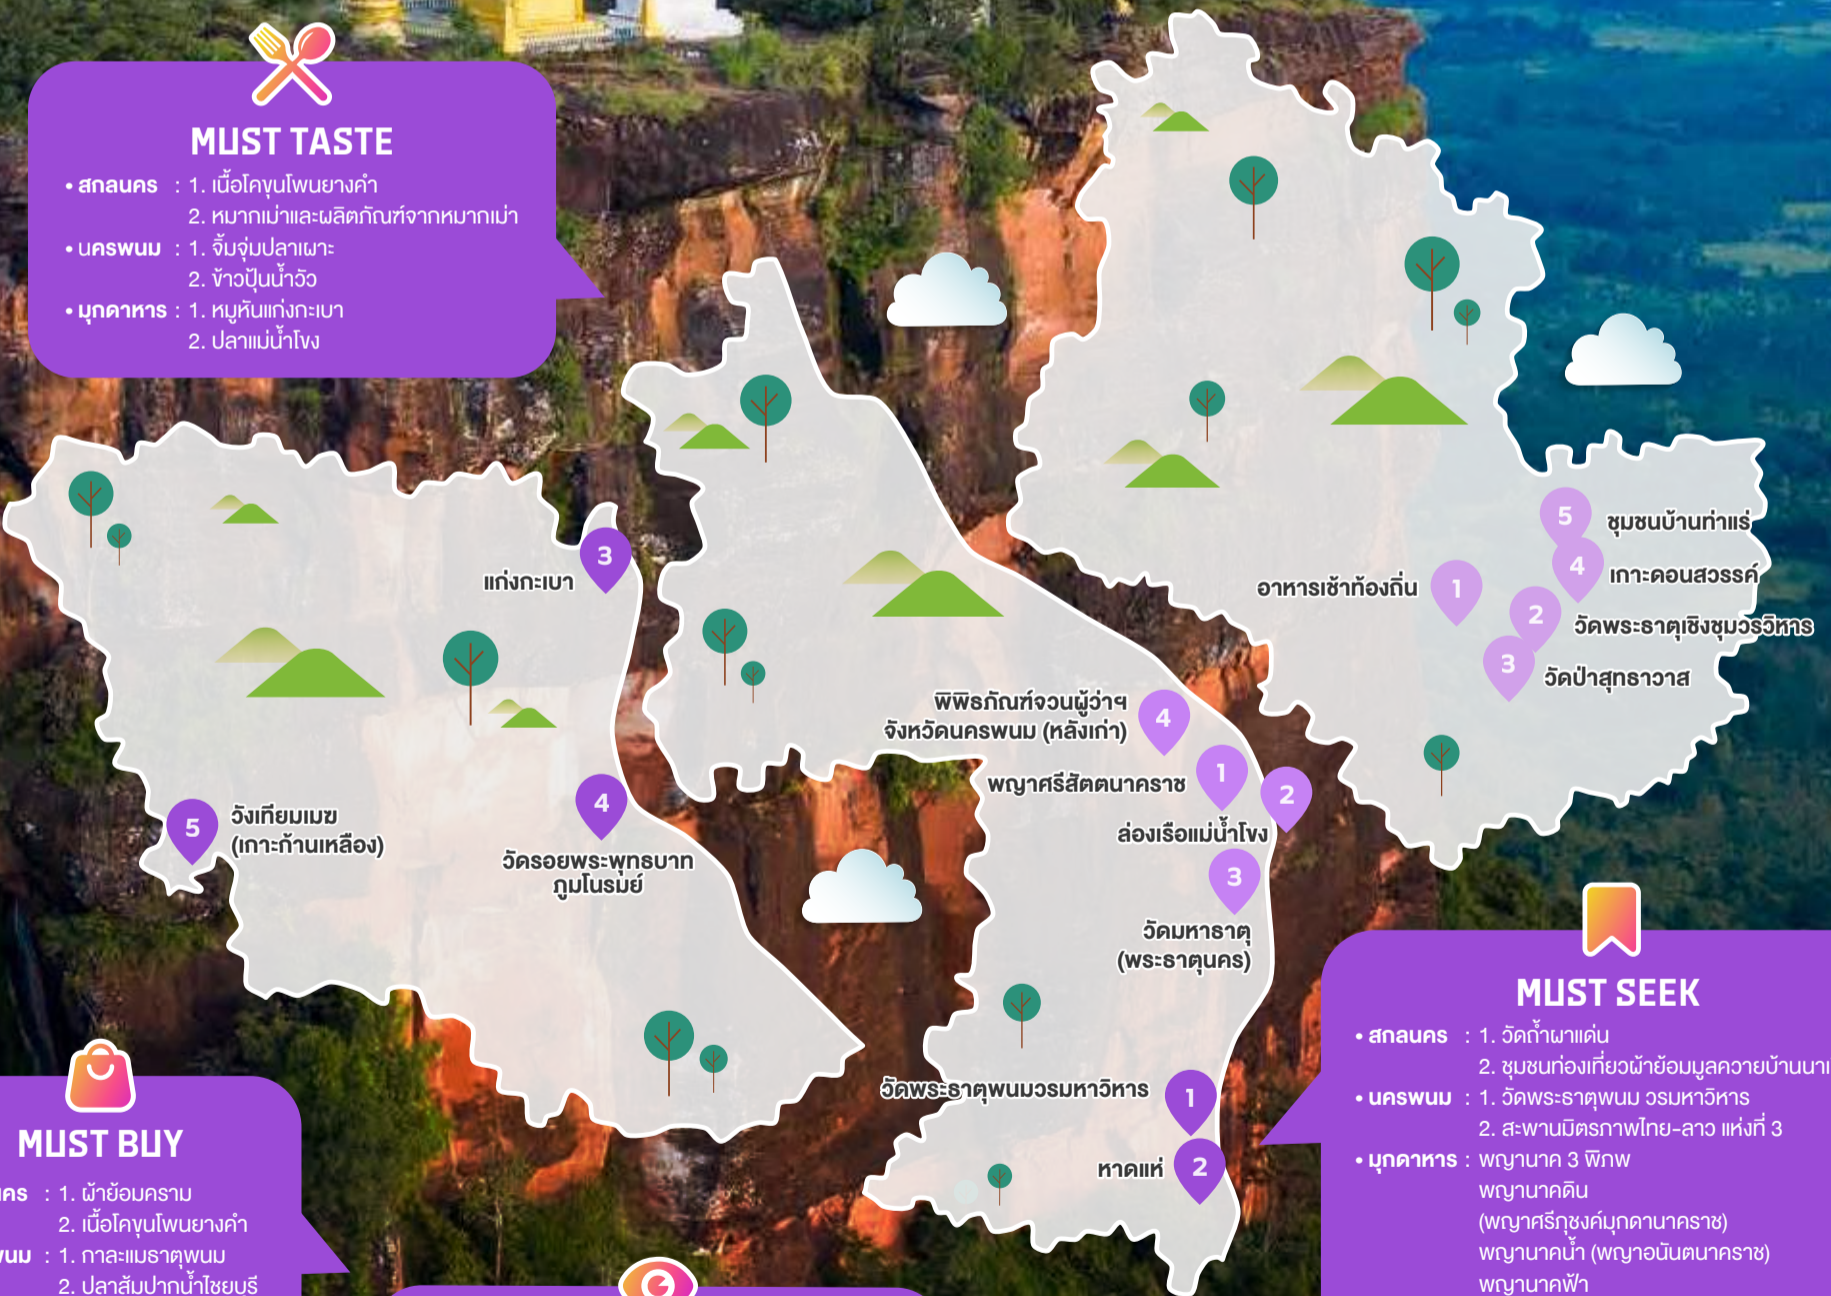 MUST TASTE
• สกลนคร : 1. เนื้อโคขุนโพนยางคำ
2. หมากเม่าและผลิตภัณฑ์จากหมากเม่า
• นครพนม : 1. จิ้มจุ่มปลาเผาะ
2. ข้าวปุ้นน้ำวัว
• มุกดาหาร : 1. หมูหันแก่งกะเบา
2. ปลาแม่น้ำโขง
5 ชุมชนบ้านท่าแร่
4 เกาะดอนสวรรค์
อาหารเช้าท้องถิ่น 1
2 วัดพระธาตุเชิงชุมวรวิหาร
3 วัดป่าสุทธาวาส
3
แก่งกะเบา
พิพิธภัณฑ์จวนผู้ว่าฯ
จังหวัดนครพนม (หลังเก่า) 4
พญาศรีสัตตนาคราช 1
2
ล่องเรือแม่น้ำโขง
3
วัดมหาธาตุ
(พระธาตุนคร)
4
วัดรอยพระพุทธบาท
ภูมโนรมย์
5 วังเทียมเมฆ
(เกาะก้านเหลือง)
วัดพระธาตุพนมวรมหาวิหาร 1
หาดแห่ 2
MUST SEEK
• สกลนคร : 1. วัดถ้ำผาแด่น
2. ชุมชนท่องเที่ยวผ้าย้อมมูลควายบ้านนา
• นครพนม : 1. วัดพระธาตุพนม วรมหาวิหาร
2. สะพานมิตรภาพไทย-ลาว แห่งที่ 3
• มุกดาหาร : พญานาค 3 พิภพ
พญานาคดิน
(พญาศรีภุชงค์มุกดานาคราช)
พญานาคน้ำ (พญาอนันตนาคราช)
พญานาคฟ้า
MUST BUY
คร : 1. ผ้าย้อมคราม
2. เนื้อโคขุนโพนยางคำ
นม : 1. กาละแมธาตุพนม
2. ปลาส้มปากน้ำไชยบุรี